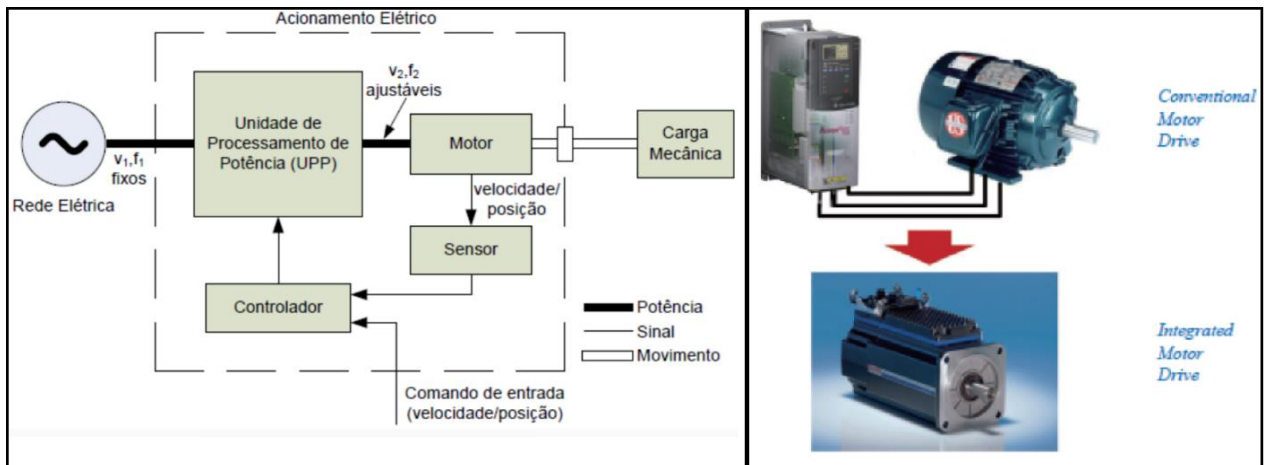 Acionamento Elétrico
Unidade de
Processamento de
Potência (UPP)
v₂,f₂
ajustáveis
Motor
Carga
Mecânica
v₁,f₁
fixos
Rede Elétrica
velocidade/
posição
Sensor
Controlador
Potência
Sinal
Movimento
Comando de entrada
(velocidade/posição)
Conventional
Motor
Drive
Integrated
Motor
Drive